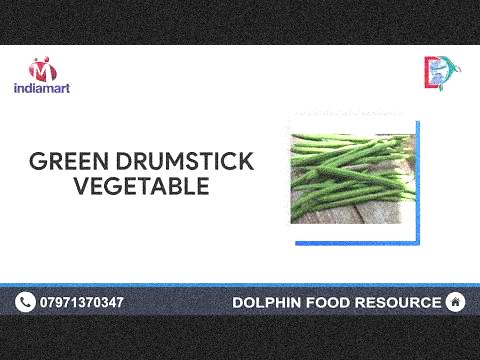 indiamart
GREEN DRUMSTICK
VEGETABLE
07971370347
DOLPHIN FOOD RESOURCE